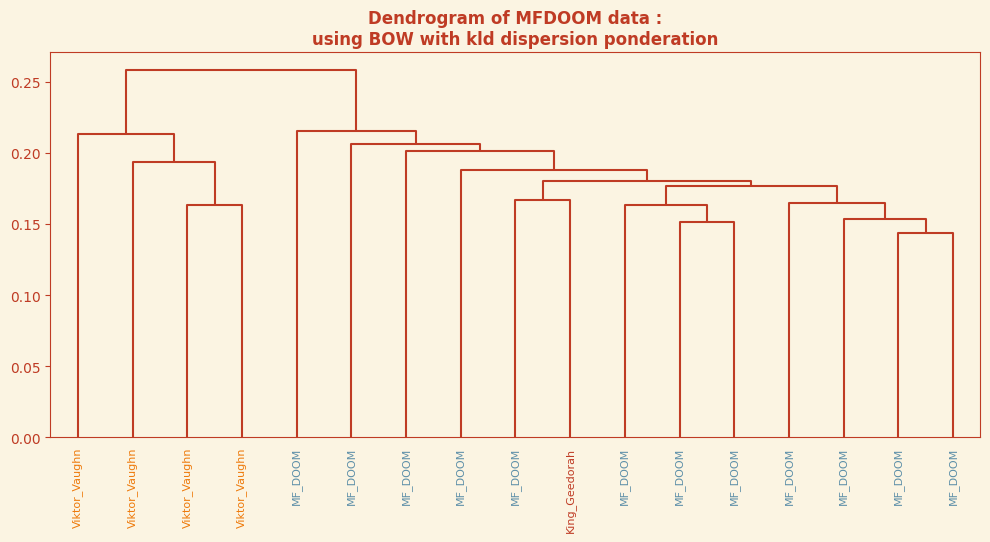 Dendrogram of MFDOOM data :
using BOW with kld dispersion ponderation
0.25
0.20
0.15
0.10
0.05
0.00
Viktor_Vaughn
Viktor_Vaughn
Viktor_Vaughn
Viktor_Vaughn
MF_DOOM
MF_DOOM
MF_DOOM
MF_DOOM
MF_DOOM
King_Geedorah
MF_DOOM
MF_DOOM
MF_DOOM
MF_DOOM
MF_DOOM
MF_DOOM
MF_DOOM